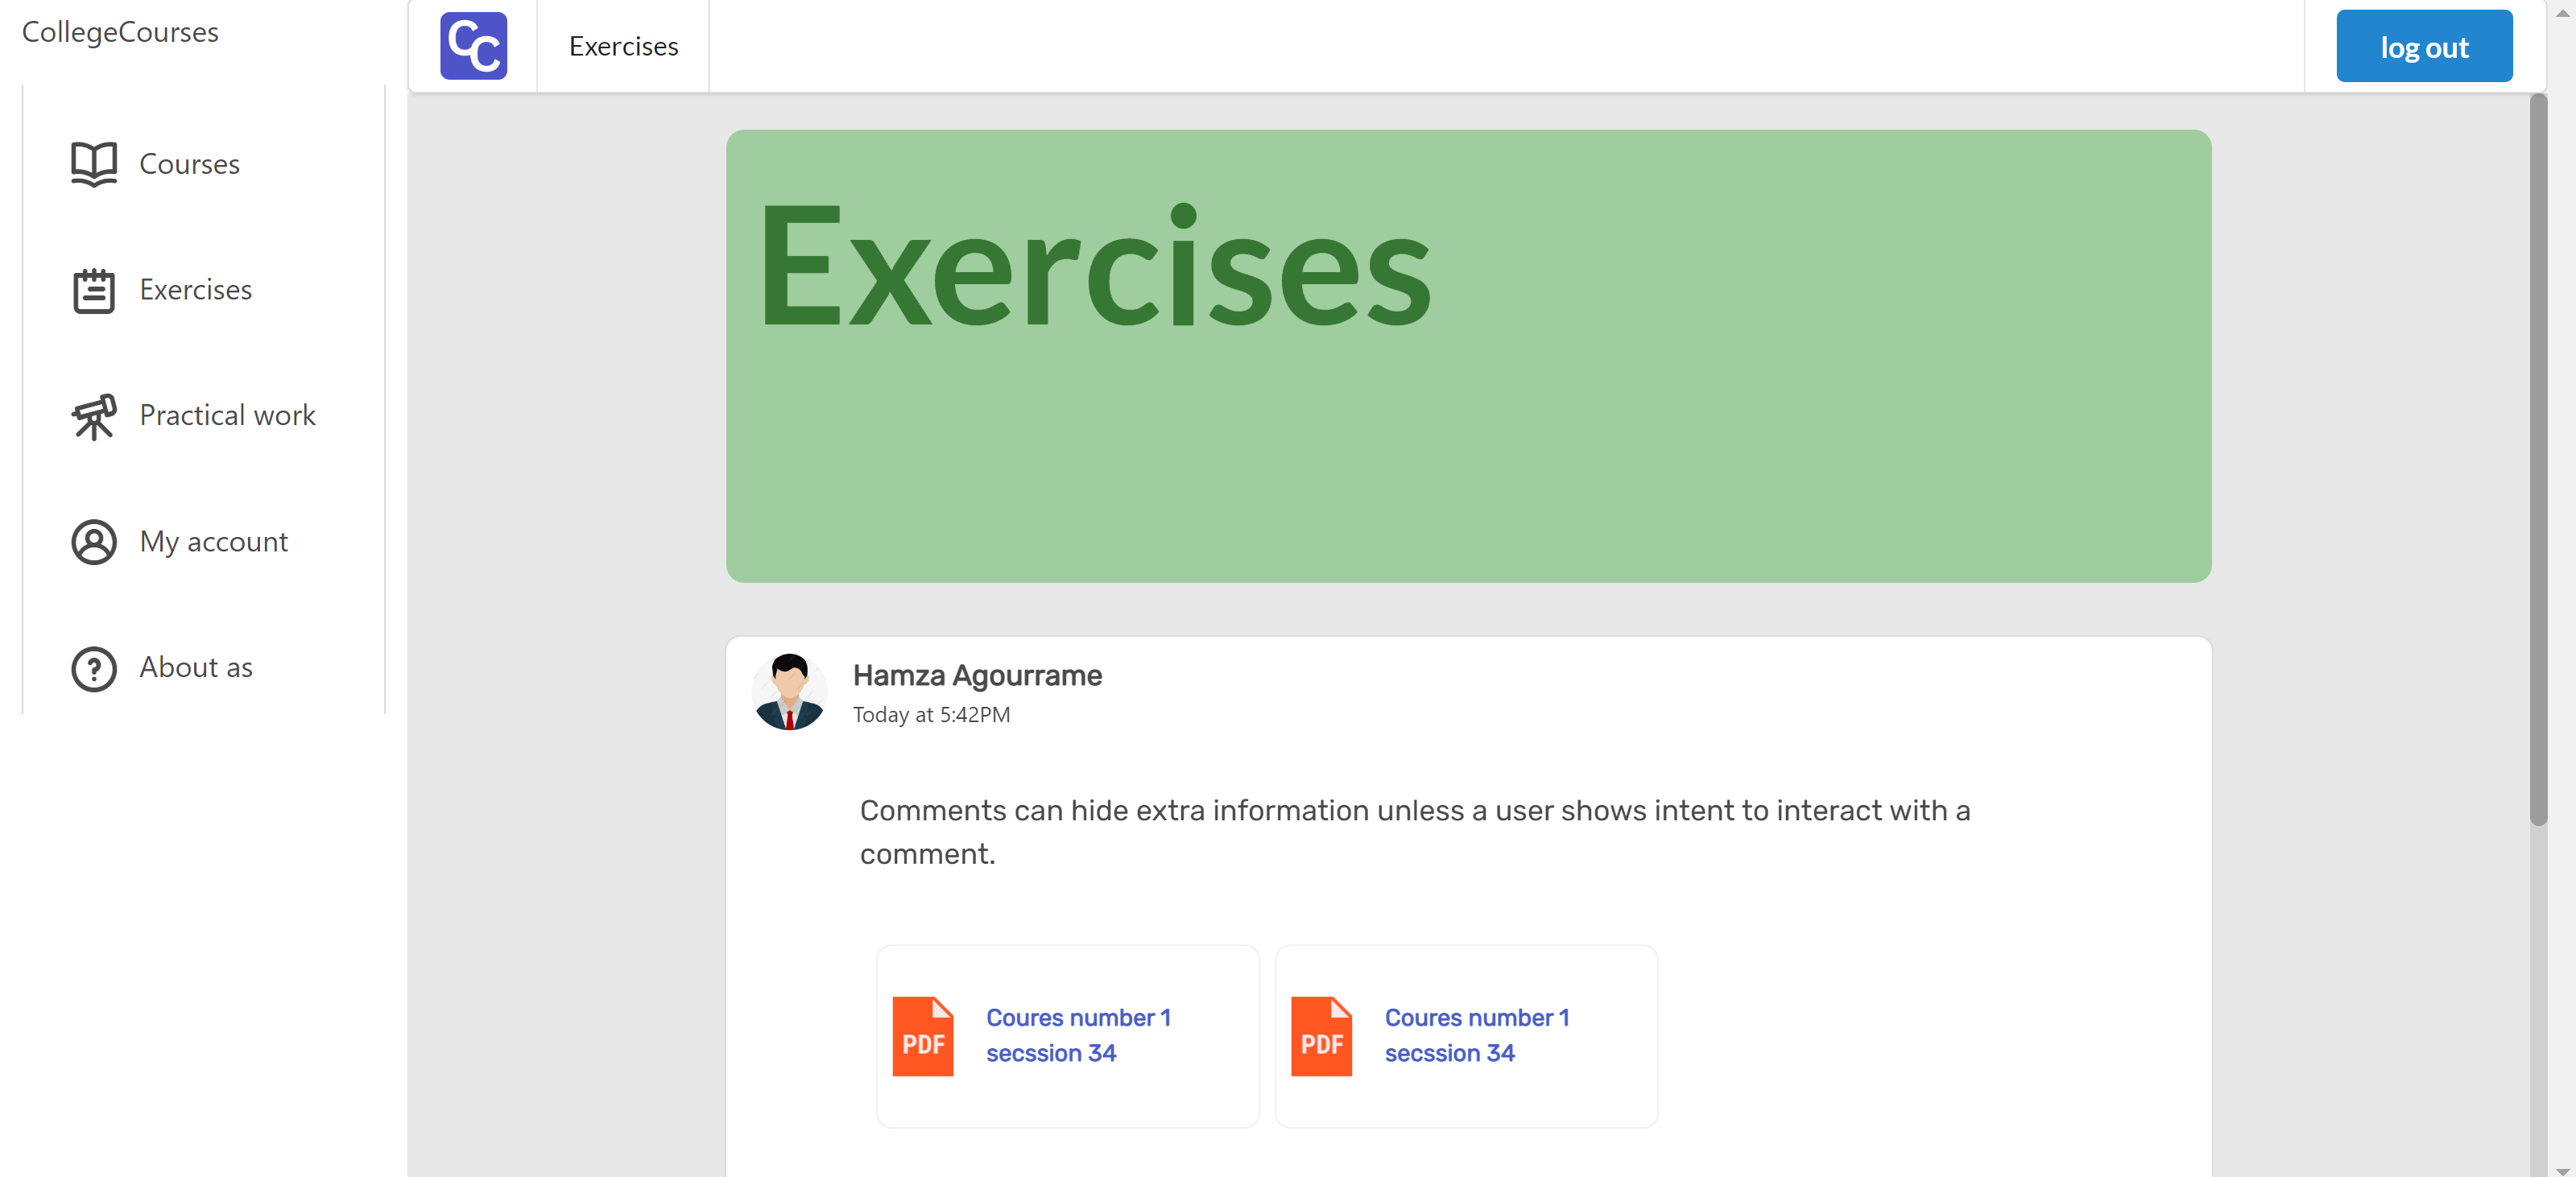 CollegeCourses
Courses
Exercises
Practical work
My account
About as
CC
Exercises
log out
Exercises
Hamza Agourrame
Today at 5:42PM
Comments can hide extra information unless a user shows intent to interact with a
comment.
PDF
Coures number 1
secssion 34
PDF
Coures number 1
secssion 34